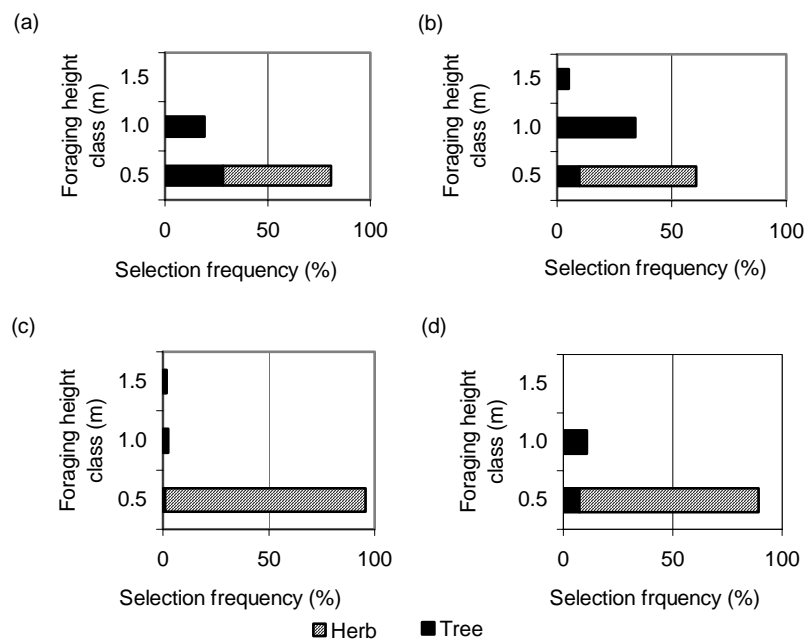 (a)
Foraging height
class (m)
1.5
1.0
0.5
0 50 100
Selection frequency (%)
(b)
Foraging height
class (m)
1.5
1.0
0.5
0 50 100
Selection frequency (%)
(c)
Foraging height
class (m)
1.5
1.0
0.5
0 50 100
Selection frequency (%)
(d)
Foraging height
class (m)
1.5
1.0
0.5
0 50 100
Selection frequency (%)
Herb Tree